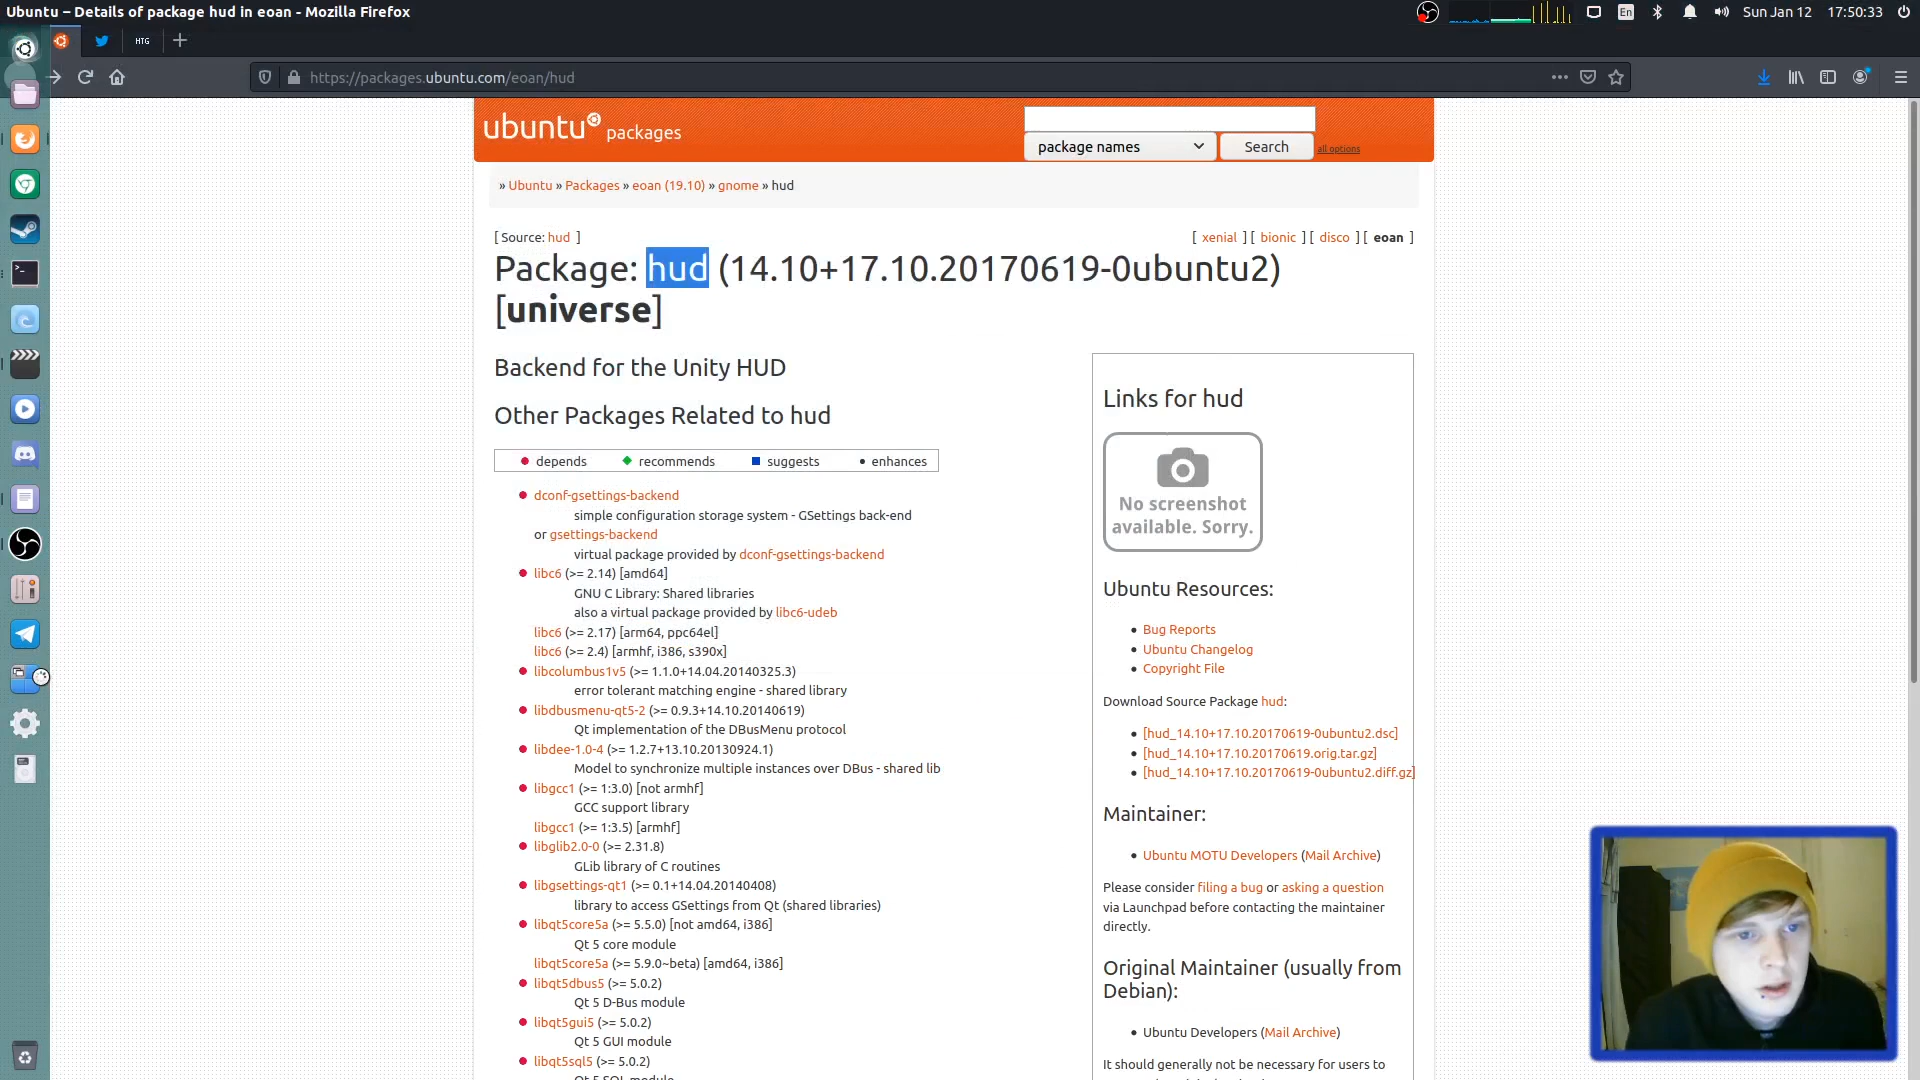 Ubuntu – Details of package hud in eoan - Mozilla Firefox
En
Sun Jan 12 17:50:33
HTG
https://packages.ubuntu.com/eoan/hud
ubuntu packages
package names
Search
all options
» Ubuntu » Packages » eoan (19.10) » gnome » hud
[ Source: hud ]
[ xenial ] [ bionic ] [ disco ] [ eoan ]
Package: hud (14.10+17.10.20170619-0ubuntu2)
[universe]
Backend for the Unity HUD
Other Packages Related to hud
depends recommends suggests enhances
dconf-gsettings-backend
simple configuration storage system - GSettings back-end
or gsettings-backend
virtual package provided by dconf-gsettings-backend
libc6 (>= 2.14) [amd64]
GNU C Library: Shared libraries
also a virtual package provided by libc6-udeb
libc6 (>= 2.17) [arm64, ppc64el]
libc6 (>= 2.4) [armhf, i386, s390x]
libcolumbus1v5 (>= 1.1.0+14.04.20140325.3)
error tolerant matching engine - shared library
libdbusmenu-qt5-2 (>= 0.9.3+14.10.20140619)
Qt implementation of the DBusMenu protocol
libdee-1.0-4 (>= 1.2.7+13.10.20130924.1)
Model to synchronize multiple instances over DBus - shared lib
libgcc1 (>= 1:3.0) [not armhf]
GCC support library
libgcc1 (>= 1:3.5) [armhf]
libglib2.0-0 (>= 2.31.8)
GLib library of C routines
libgsettings-qt1 (>= 0.1+14.04.20140408)
library to access GSettings from Qt (shared libraries)
libqt5core5a (>= 5.5.0) [not amd64, i386]
Qt 5 core module
libqt5core5a (>= 5.9.0~beta) [amd64, i386]
libqt5dbus5 (>= 5.0.2)
Qt 5 D-Bus module
libqt5gui5 (>= 5.0.2)
Qt 5 GUI module
libqt5sql5 (>= 5.0.2)
Qt 5 SQL module
Links for hud
No screenshot
available. Sorry.
Ubuntu Resources:
Bug Reports
Ubuntu Changelog
Copyright File
Download Source Package hud:
[hud_14.10+17.10.20170619-0ubuntu2.dsc]
[hud_14.10+17.10.20170619.orig.tar.gz]
[hud_14.10+17.10.20170619-0ubuntu2.diff.gz]
Maintainer:
Ubuntu MOTU Developers (Mail Archive)
Please consider filing a bug or asking a question
via Launchpad before contacting the maintainer
directly.
Original Maintainer (usually from
Debian):
Ubuntu Developers (Mail Archive)
It should generally not be necessary for users to